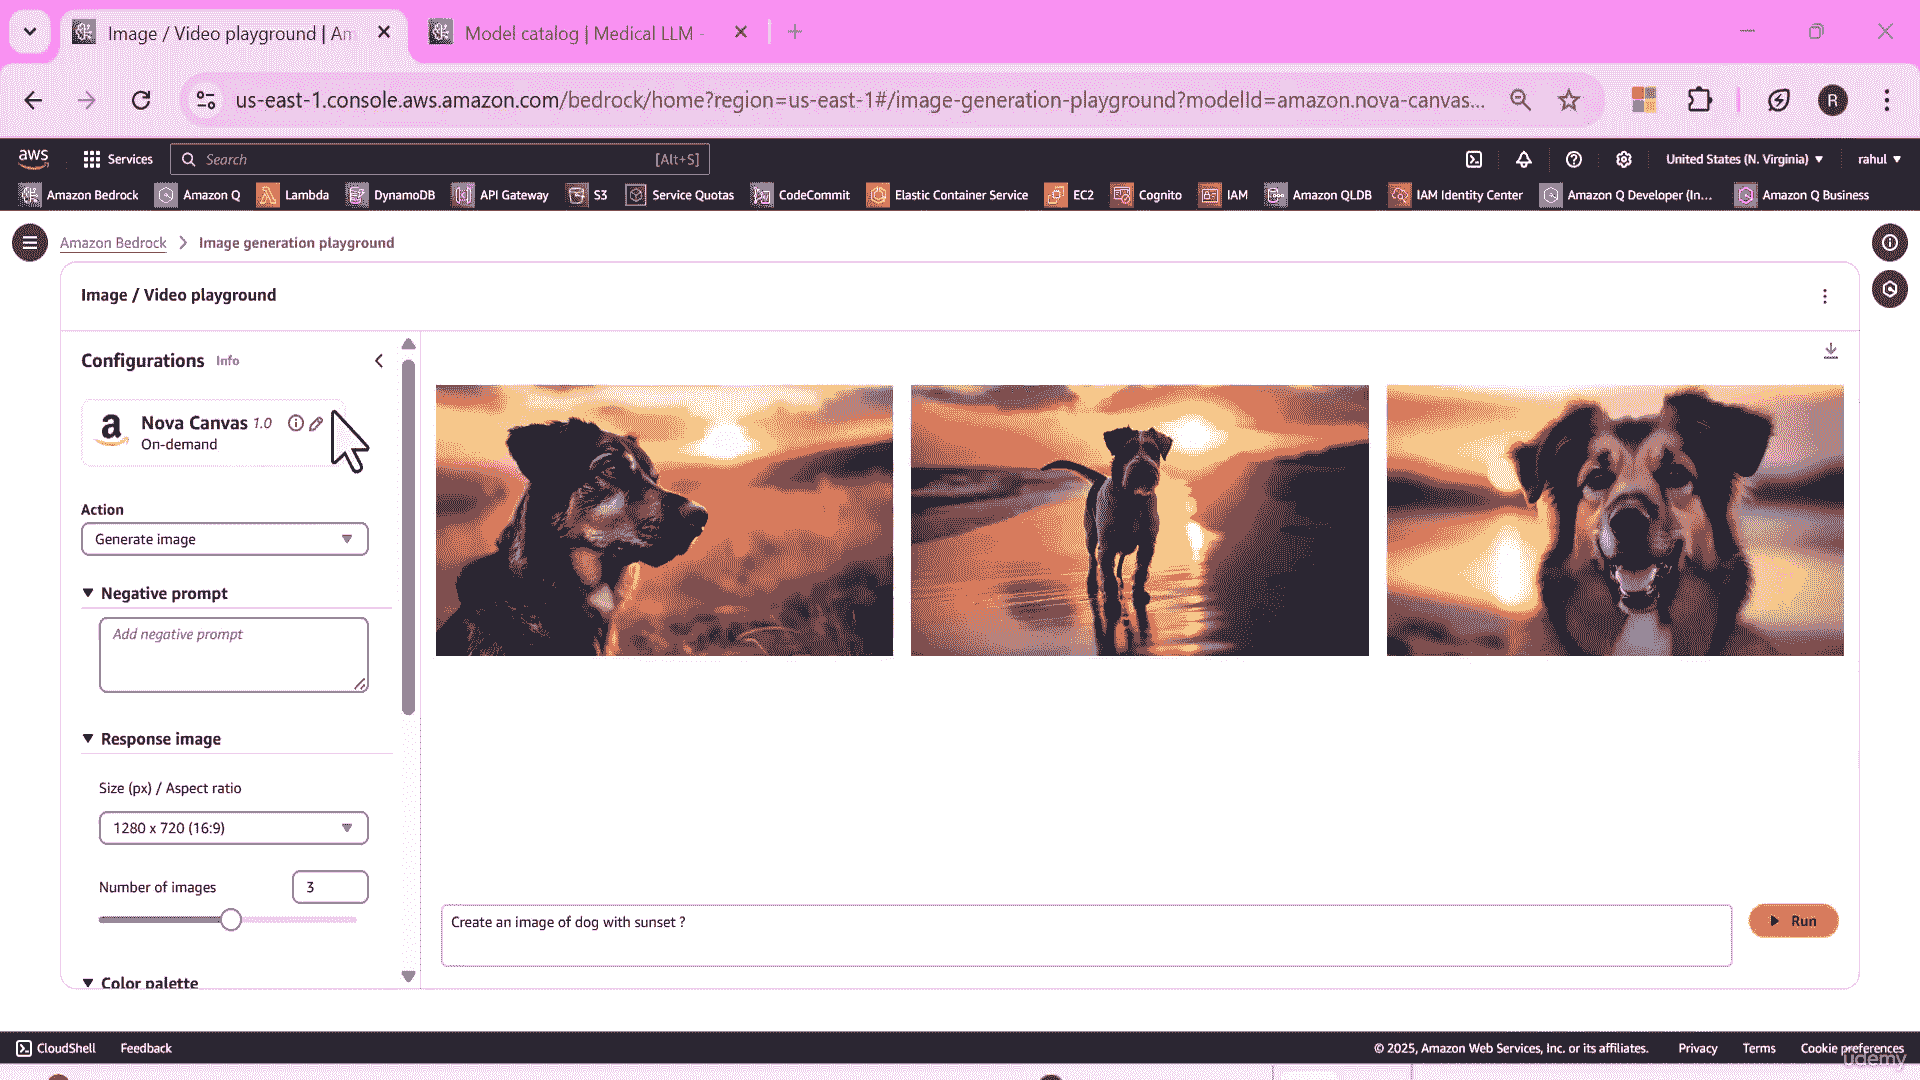 Image / Video playground | Am
Model catalog | Medical LLM -
us-east-1.console.aws.amazon.com/bedrock/home?region=us-east-1#/image-generation-playground?modelId=amazon.nova-canvas...
R
aws
Services
Search
[Alt+S]
United States (N. Virginia)
rahul
Amazon Bedrock
Amazon Q
Lambda
DynamoDB
API Gateway
S3
Service Quotas
CodeCommit
Elastic Container Service
EC2
Cognito
IAM
Amazon QLDB
IAM Identity Center
Amazon Q Developer (In...
Amazon Q Business
Amazon Bedrock
Image generation playground
Image / Video playground
Configurations
Info
a
Nova Canvas 1.0
On-demand
Action
Generate image
Negative prompt
Add negative prompt
Response image
Size (px) / Aspect ratio
1280 x 720 (16:9)
Number of images
3
Color palette
Create an image of dog with sunset ?
Run
CloudShell
Feedback
© 2025, Amazon Web Services, Inc. or its affiliates.
Privacy
Terms
Cookie preferences
udemy